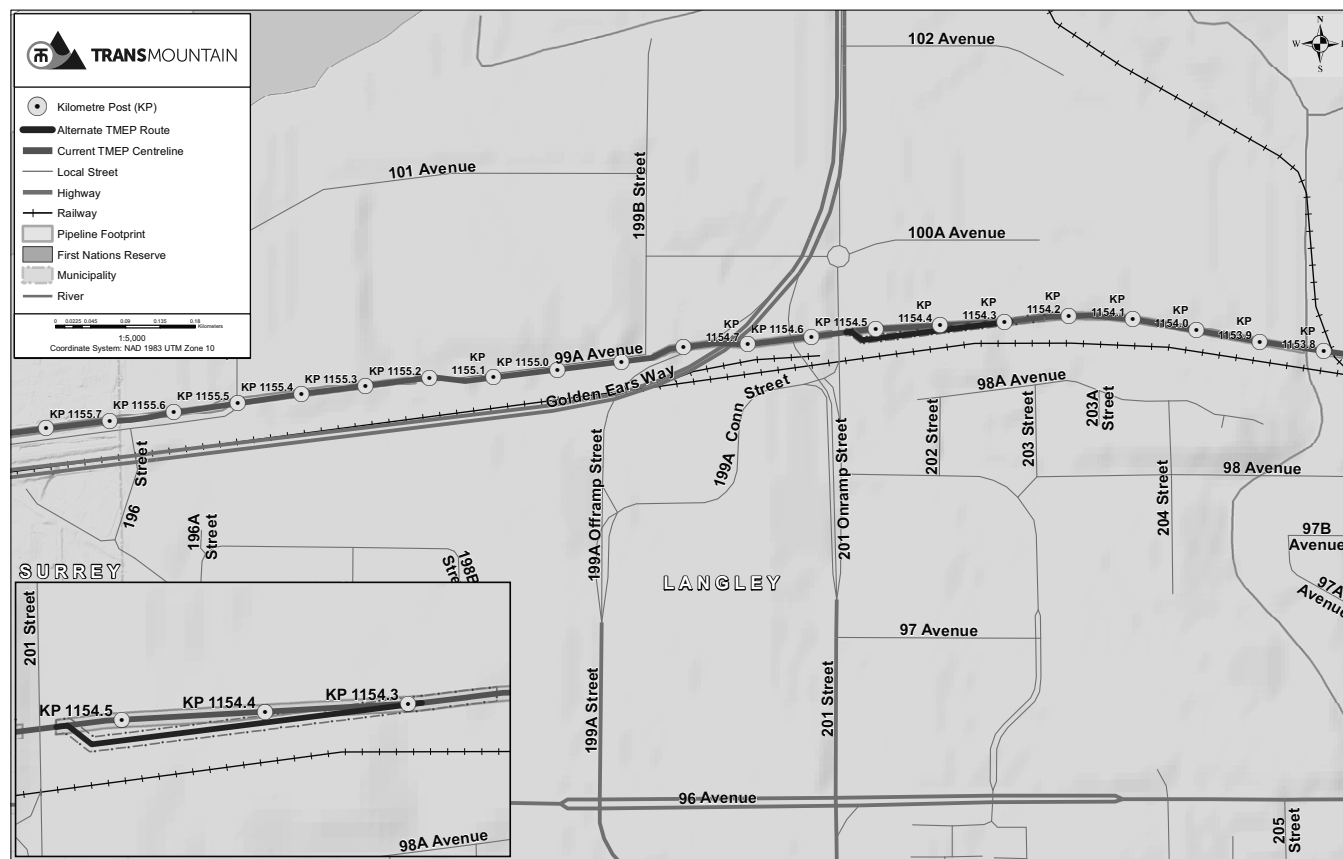 TRANSMOUNTAIN
Kilometre Post (KP)
Alternate TMEP Route
Current TMEP Centreline
Local Street
Highway
Railway
Pipeline Footprint
First Nations Reserve
Municipality
River
0 0.0225 0.045 0.09 0.135 0.18
Kilometers
1:5,000
Coordinate System: NAD 1983 UTM Zone 10
N
W
S
102 Avenue
101 Avenue
199B Street
100A Avenue
KP 1155.7
KP 1155.6
KP 1155.5
KP 1155.4
KP 1155.3
KP 1155.2
KP
1155.1
KP 1155.0
99A Avenue
KP
1154.7
KP 1154.6
KP 1154.5
KP
1154.4
KP
1154.3
KP
1154.2
KP
1154.1
KP
1154.0
KP
1153.9
KP
1153.8
Golden Ears Way
199A Conn Street
98A Avenue
203A
Street
202 Street
203 Street
98 Avenue
204 Street
196
Street
196A
Street
198B
199A Offramp Street
201 Onramp Street
97B
Avenue
97A
Avenue
SURREY
LANGLEY
97 Avenue
199A Street
201 Street
96 Avenue
205
Street
201 Street
KP 1154.5
KP 1154.4
KP 1154.3
98A Avenue